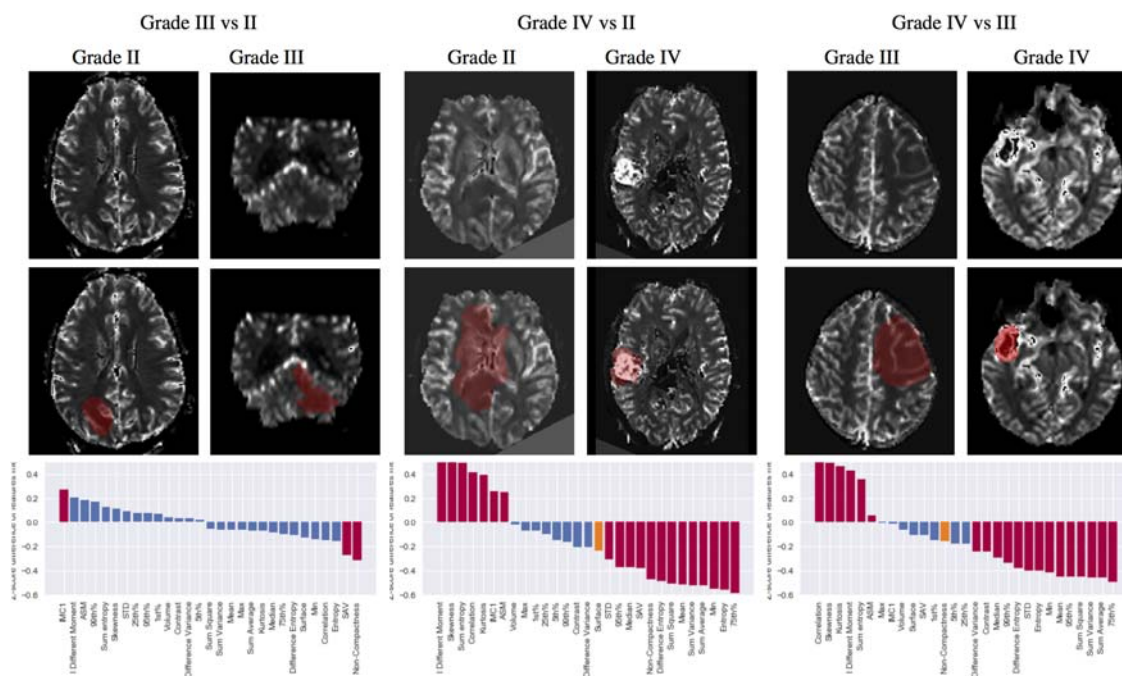 Grade III vs II
Grade IV vs II
Grade IV vs III
Grade II
Grade III
Grade II
Grade IV
Grade III
Grade IV
0.4
0.2
0.0
−0.2
−0.4
−0.6
IMC1
l Different Moment
ASM
99th%
Sum entropy
Skewness
STD
25th%
95th%
1st%
Volume
Contrast
Difference Variance
5th%
Sum Square
Sum Variance
Mean
Max
Sum Average
Kurtosis
Median
75th%
Difference Entropy
Surface
Min
Correlation
Entropy
SAV
Non-Compactness
0.4
0.2
0.0
−0.2
−0.4
−0.6
l Different Moment
Skewness
Sum entropy
Correlation
Kurtosis
IMC1
ASM
Volume
Max
1st%
25th%
5th%
99th%
Contrast
Difference Variance
Surface
STD
95th%
Median
SAV
Non-Compactness
Difference Entropy
Sum Square
Mean
Sum Variance
Sum Average
Min
75th%
0.4
0.2
0.0
−0.2
−0.4
−0.6
Correlation
Skewness
Kurtosis
l Different Moment
Sum entropy
ASM
Max
IMC1
Volume
Surface
SAV
1st%
Non-Compactness
5th%
25th%
Difference Variance
Contrast
Median
99th%
Difference Entropy
STD
Entropy
Min
Mean
95th%
Sum Square
Sum Variance
Sum Average
75th%